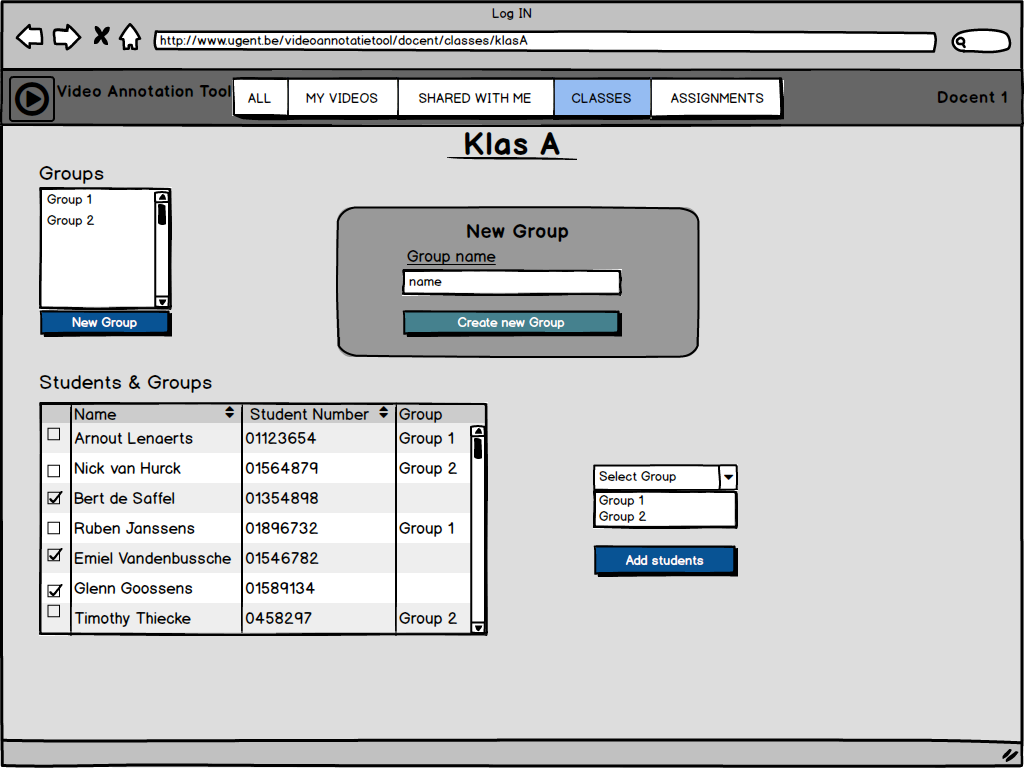 Log IN
http://www.ugent.be/videoannotatietool/docent/classes/klasA
Video Annotation Tool
ALL
MY VIDEOS
SHARED WITH ME
CLASSES
ASSIGNMENTS
Docent 1
Klas A
Groups
Group 1
Group 2
New Group
New Group
Group name
name
Create new Group
Students & Groups
Name Student Number Group
Arnout Lenaerts 01123654 Group 1
Nick van Hurck 01564879 Group 2
Bert de Saffel 01354898
Ruben Janssens 01896732 Group 1
Emiel Vandenbussche 01546782
Glenn Goossens 01589134
Timothy Thiecke 0458297 Group 2
Select Group
Group 1
Group 2
Add students